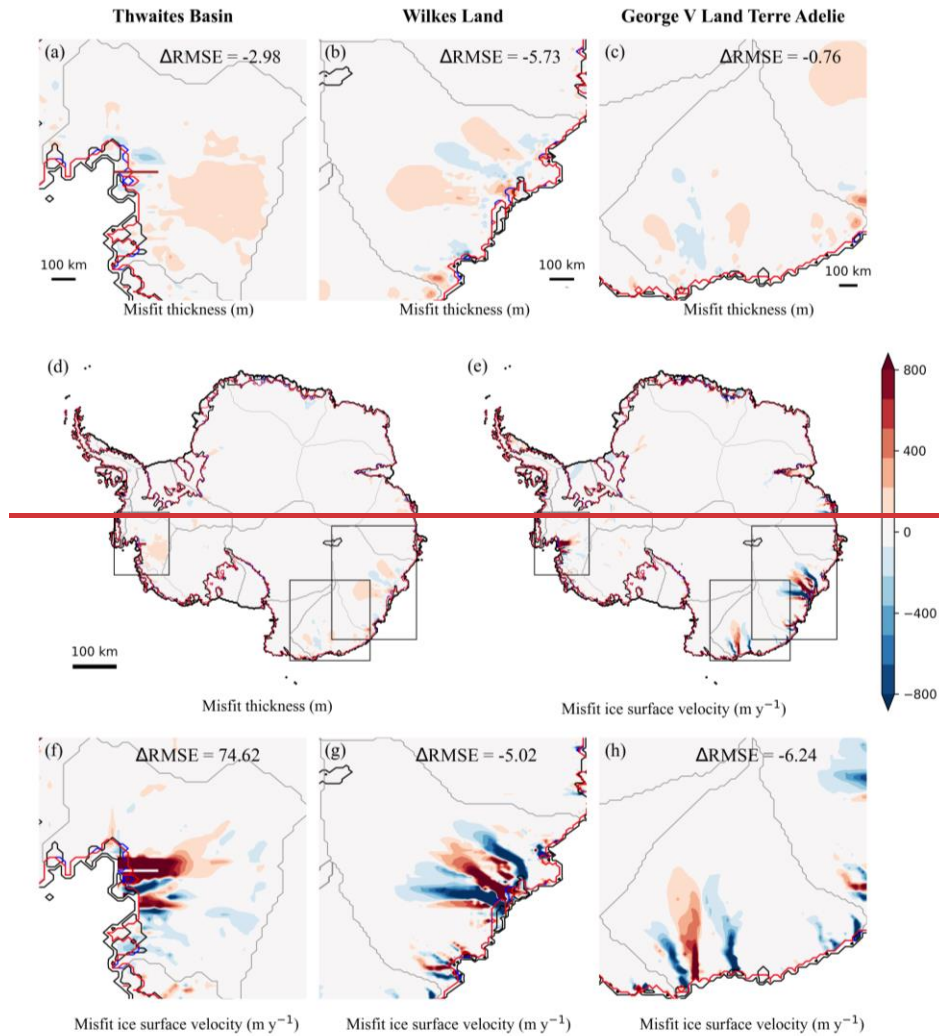 Thwaites Basin Wilkes Land George V Land Terre Adelie
(a) ΔRMSE = -2.98 (b) ΔRMSE = -5.73 (c) ΔRMSE = -0.76
100 km 100 km 100 km
Misfit thickness (m) Misfit thickness (m) Misfit thickness (m)
(d) (e)
800
400
0
−400
−800
100 km
Misfit thickness (m) Misfit ice surface velocity (m y⁻¹)
(f) ΔRMSE = 74.62 (g) ΔRMSE = -5.02 (h) ΔRMSE = -6.24
Misfit ice surface velocity (m y⁻¹) Misfit ice surface velocity (m y⁻¹) Misfit ice surface velocity (m y⁻¹)